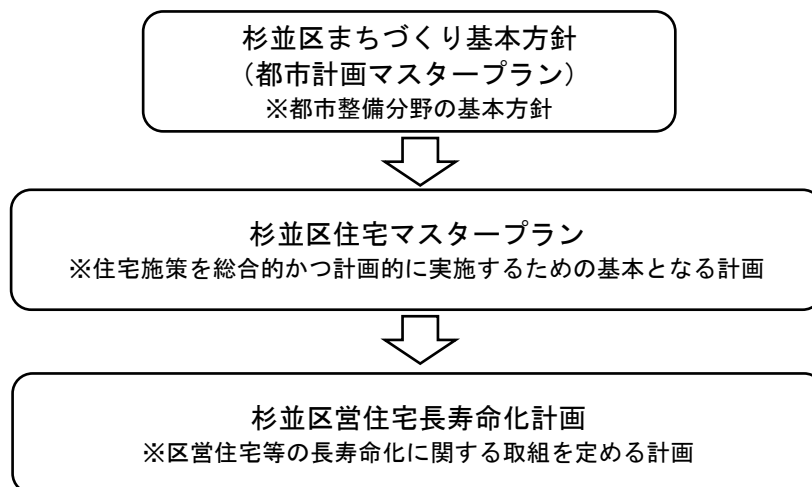 杉並区まちづくり基本方針
（都市計画マスタープラン）
※都市整備分野の基本方針
杉並区住宅マスタープラン
※住宅施策を総合的かつ計画的に実施するための基本となる計画
杉並区営住宅長寿命化計画
※区営住宅等の長寿命化に関する取組を定める計画